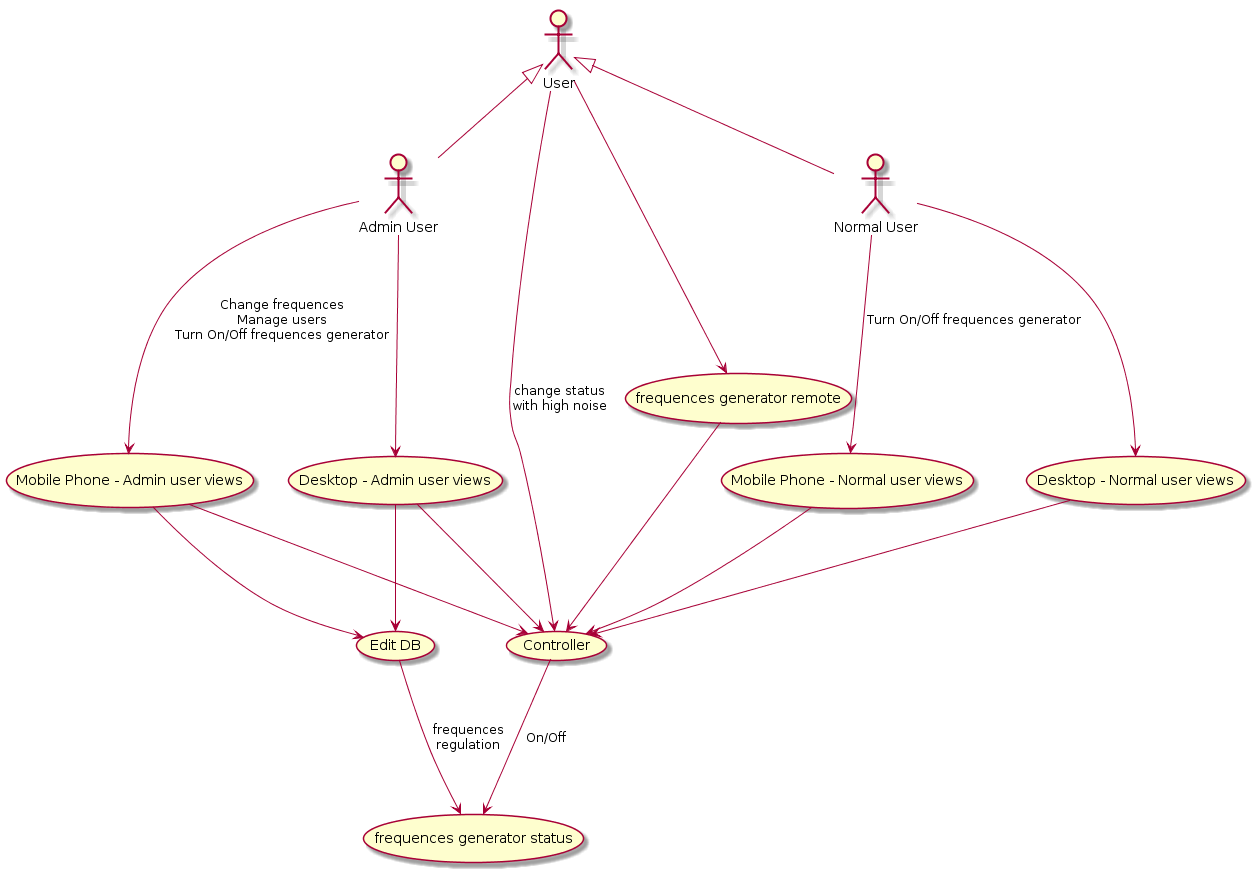 User
Admin User
Normal User
Change frequences
Manage users
Turn On/Off frequences generator
Turn On/Off frequences generator
change status
with high noise
frequences generator remote
Mobile Phone - Admin user views
Desktop - Admin user views
Mobile Phone - Normal user views
Desktop - Normal user views
Edit DB
Controller
frequences
regulation
On/Off
frequences generator status